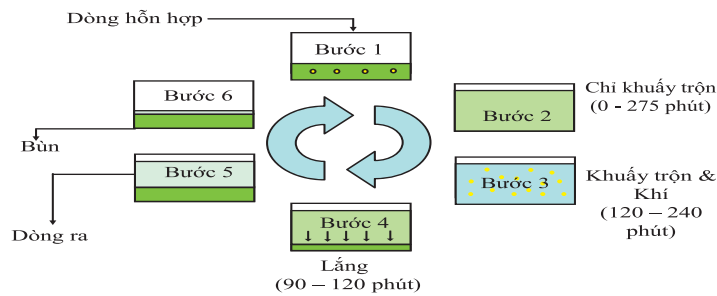 Dòng hỗn hợp
Bước 1
Chỉ khuấy trộn
(0 - 275 phút)
Bước 2
Khuấy trộn &
Khí
(120 – 240
phút)
Bước 3
Bước 4
Lắng
(90 – 120 phút)
Bước 5
Dòng ra
Bước 6
Bùn